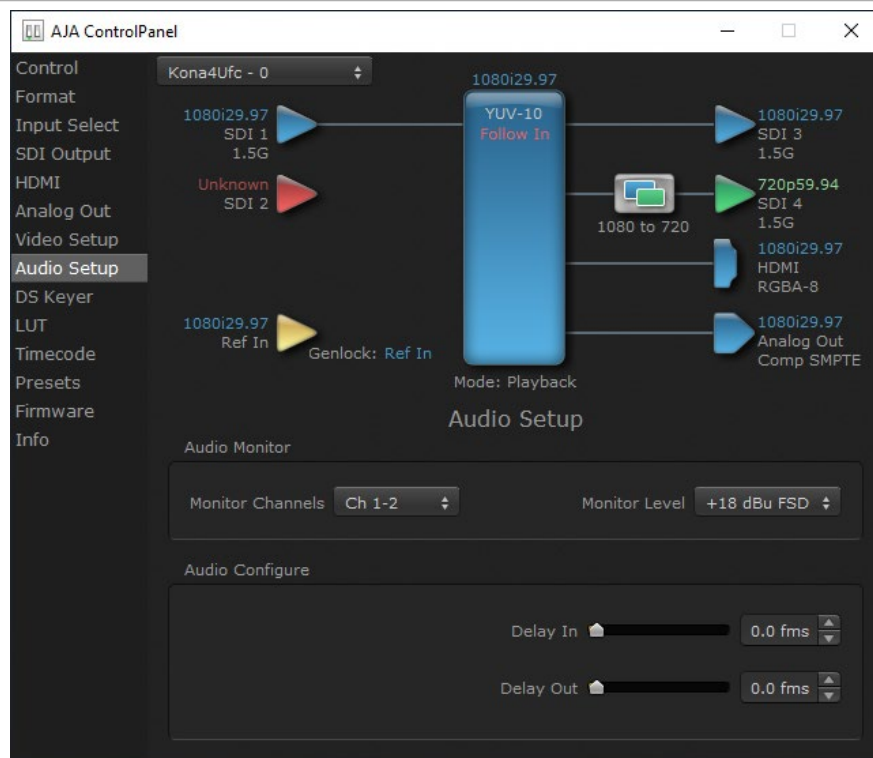 AJA ControlPanel
Control
Format
Input Select
SDI Output
HDMI
Analog Out
Video Setup
Audio Setup
DS Keyer
LUT
Timecode
Presets
Firmware
Info
Kona4Ufc - 0
1080i29.97
YUV-10
Follow In
1080i29.97
SDI 1
1.5G
Unknown
SDI 2
1080i29.97
Ref In
Genlock: Ref In
1080i29.97
SDI 3
1.5G
1080 to 720
720p59.94
SDI 4
1.5G
1080i29.97
HDMI
RGBA-8
1080i29.97
Analog Out
Comp SMPTE
Mode: Playback
Audio Setup
Audio Monitor
Monitor Channels Ch 1-2 Monitor Level +18 dBu FSD
Audio Configure
Delay In 0.0 fms
Delay Out 0.0 fms